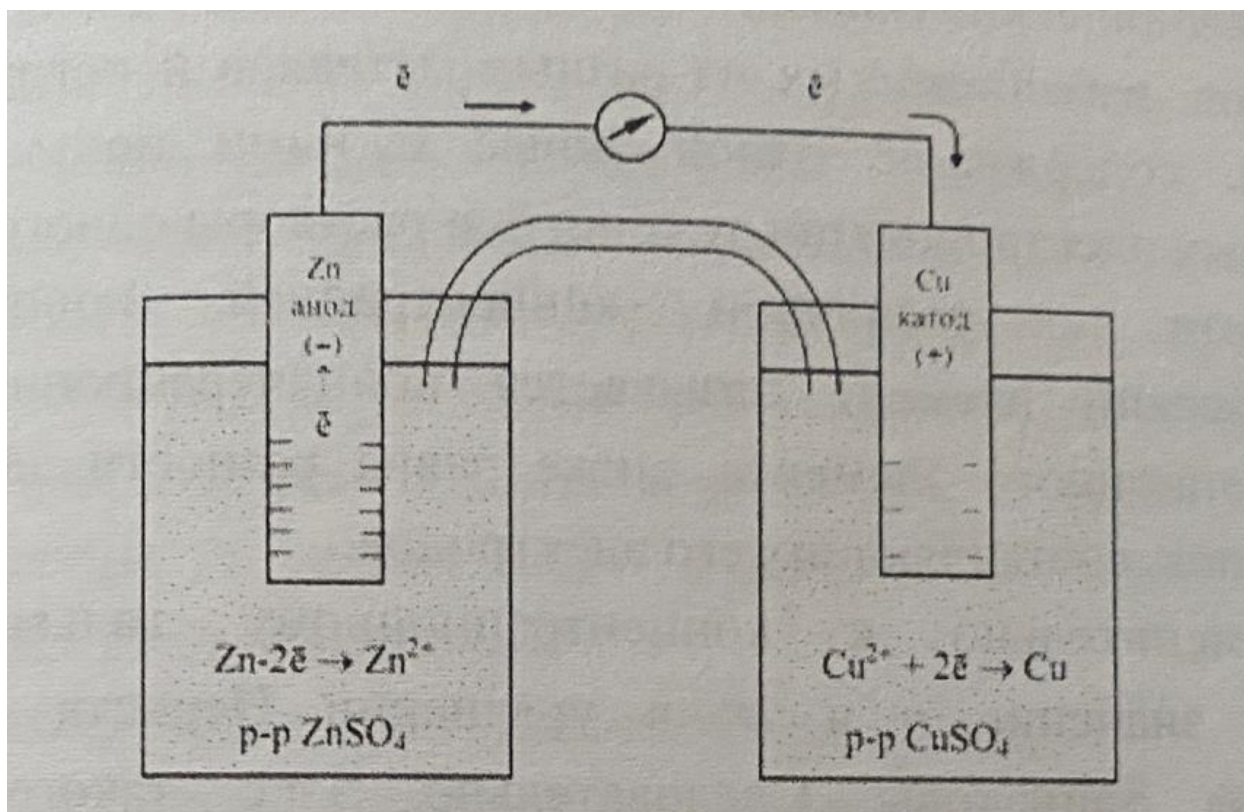 ē ē
Zn
анод
(−)
ē
Cu
катод
(+)
Zn-2ē → Zn²⁺
р-р ZnSO₄
Cu²⁺ + 2ē → Cu
р-р CuSO₄